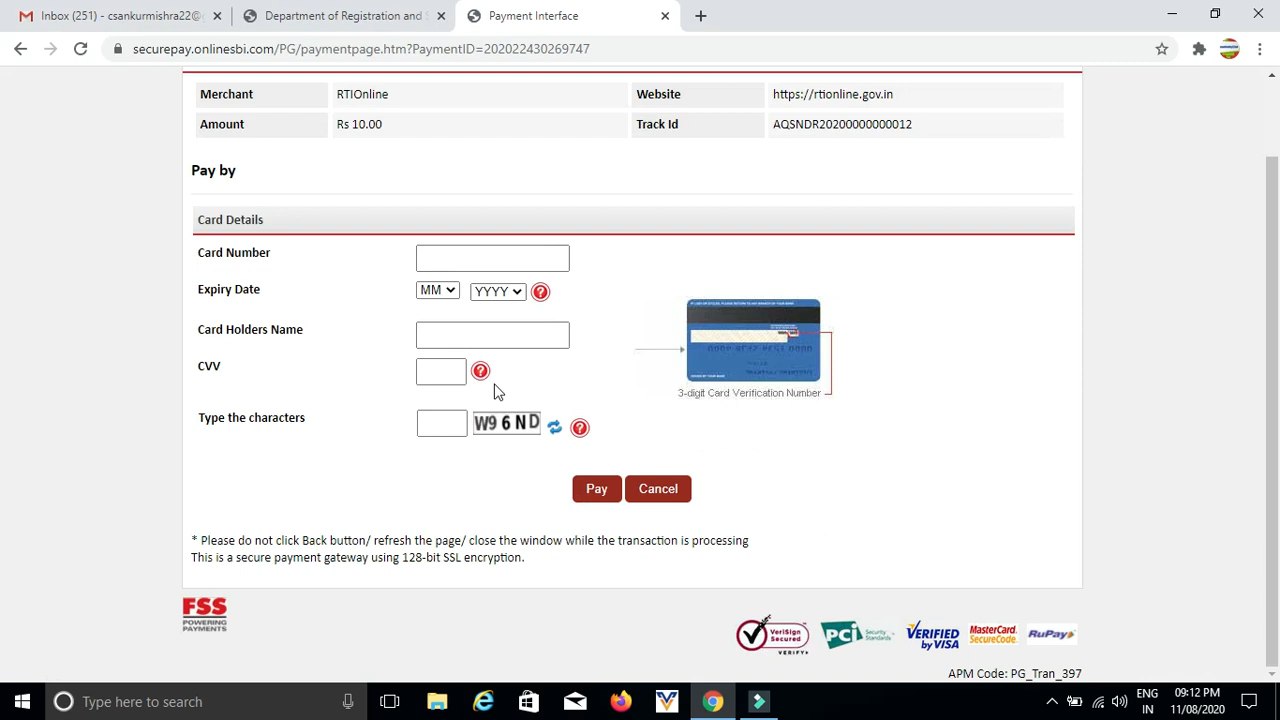 Inbox (251) - csankurmishra22@
Department of Registration and
Payment Interface
securepay.onlinesbi.com/PG/paymentpage.htm?PaymentID=202022430269747
Merchant RTIOnline Website https://rtionline.gov.in
Amount Rs 10.00 Track Id AQSNDR20200000000012
Pay by
Card Details
Card Number
Expiry Date MM YYYY
Card Holders Name
CVV
3-digit Card Verification Number
Type the characters W9 6 N D
Pay Cancel
* Please do not click Back button/ refresh the page/ close the window while the transaction is processing
This is a secure payment gateway using 128-bit SSL encryption.
FSS
POWERING
PAYMENTS
VeriSign
Secured
VERIFY
PCI Security
Standards
VERIFIED
by VISA
MasterCard.
SecureCode.
RuPay
APM Code: PG_Tran_397
Type here to search
ENG
IN
09:12 PM
11/08/2020